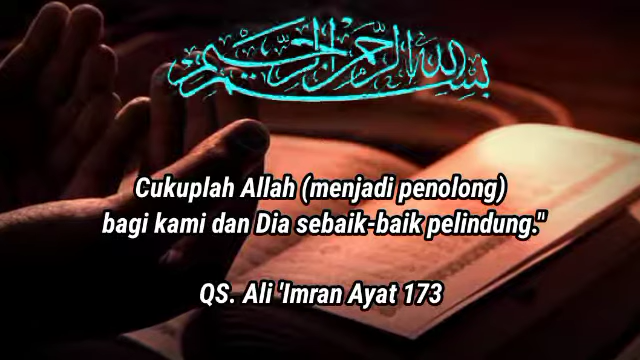 بسم الله الرحمن الرحيم
Cukuplah Allah (menjadi penolong)
bagi kami dan Dia sebaik-baik pelindung."
QS. Ali 'Imran Ayat 173